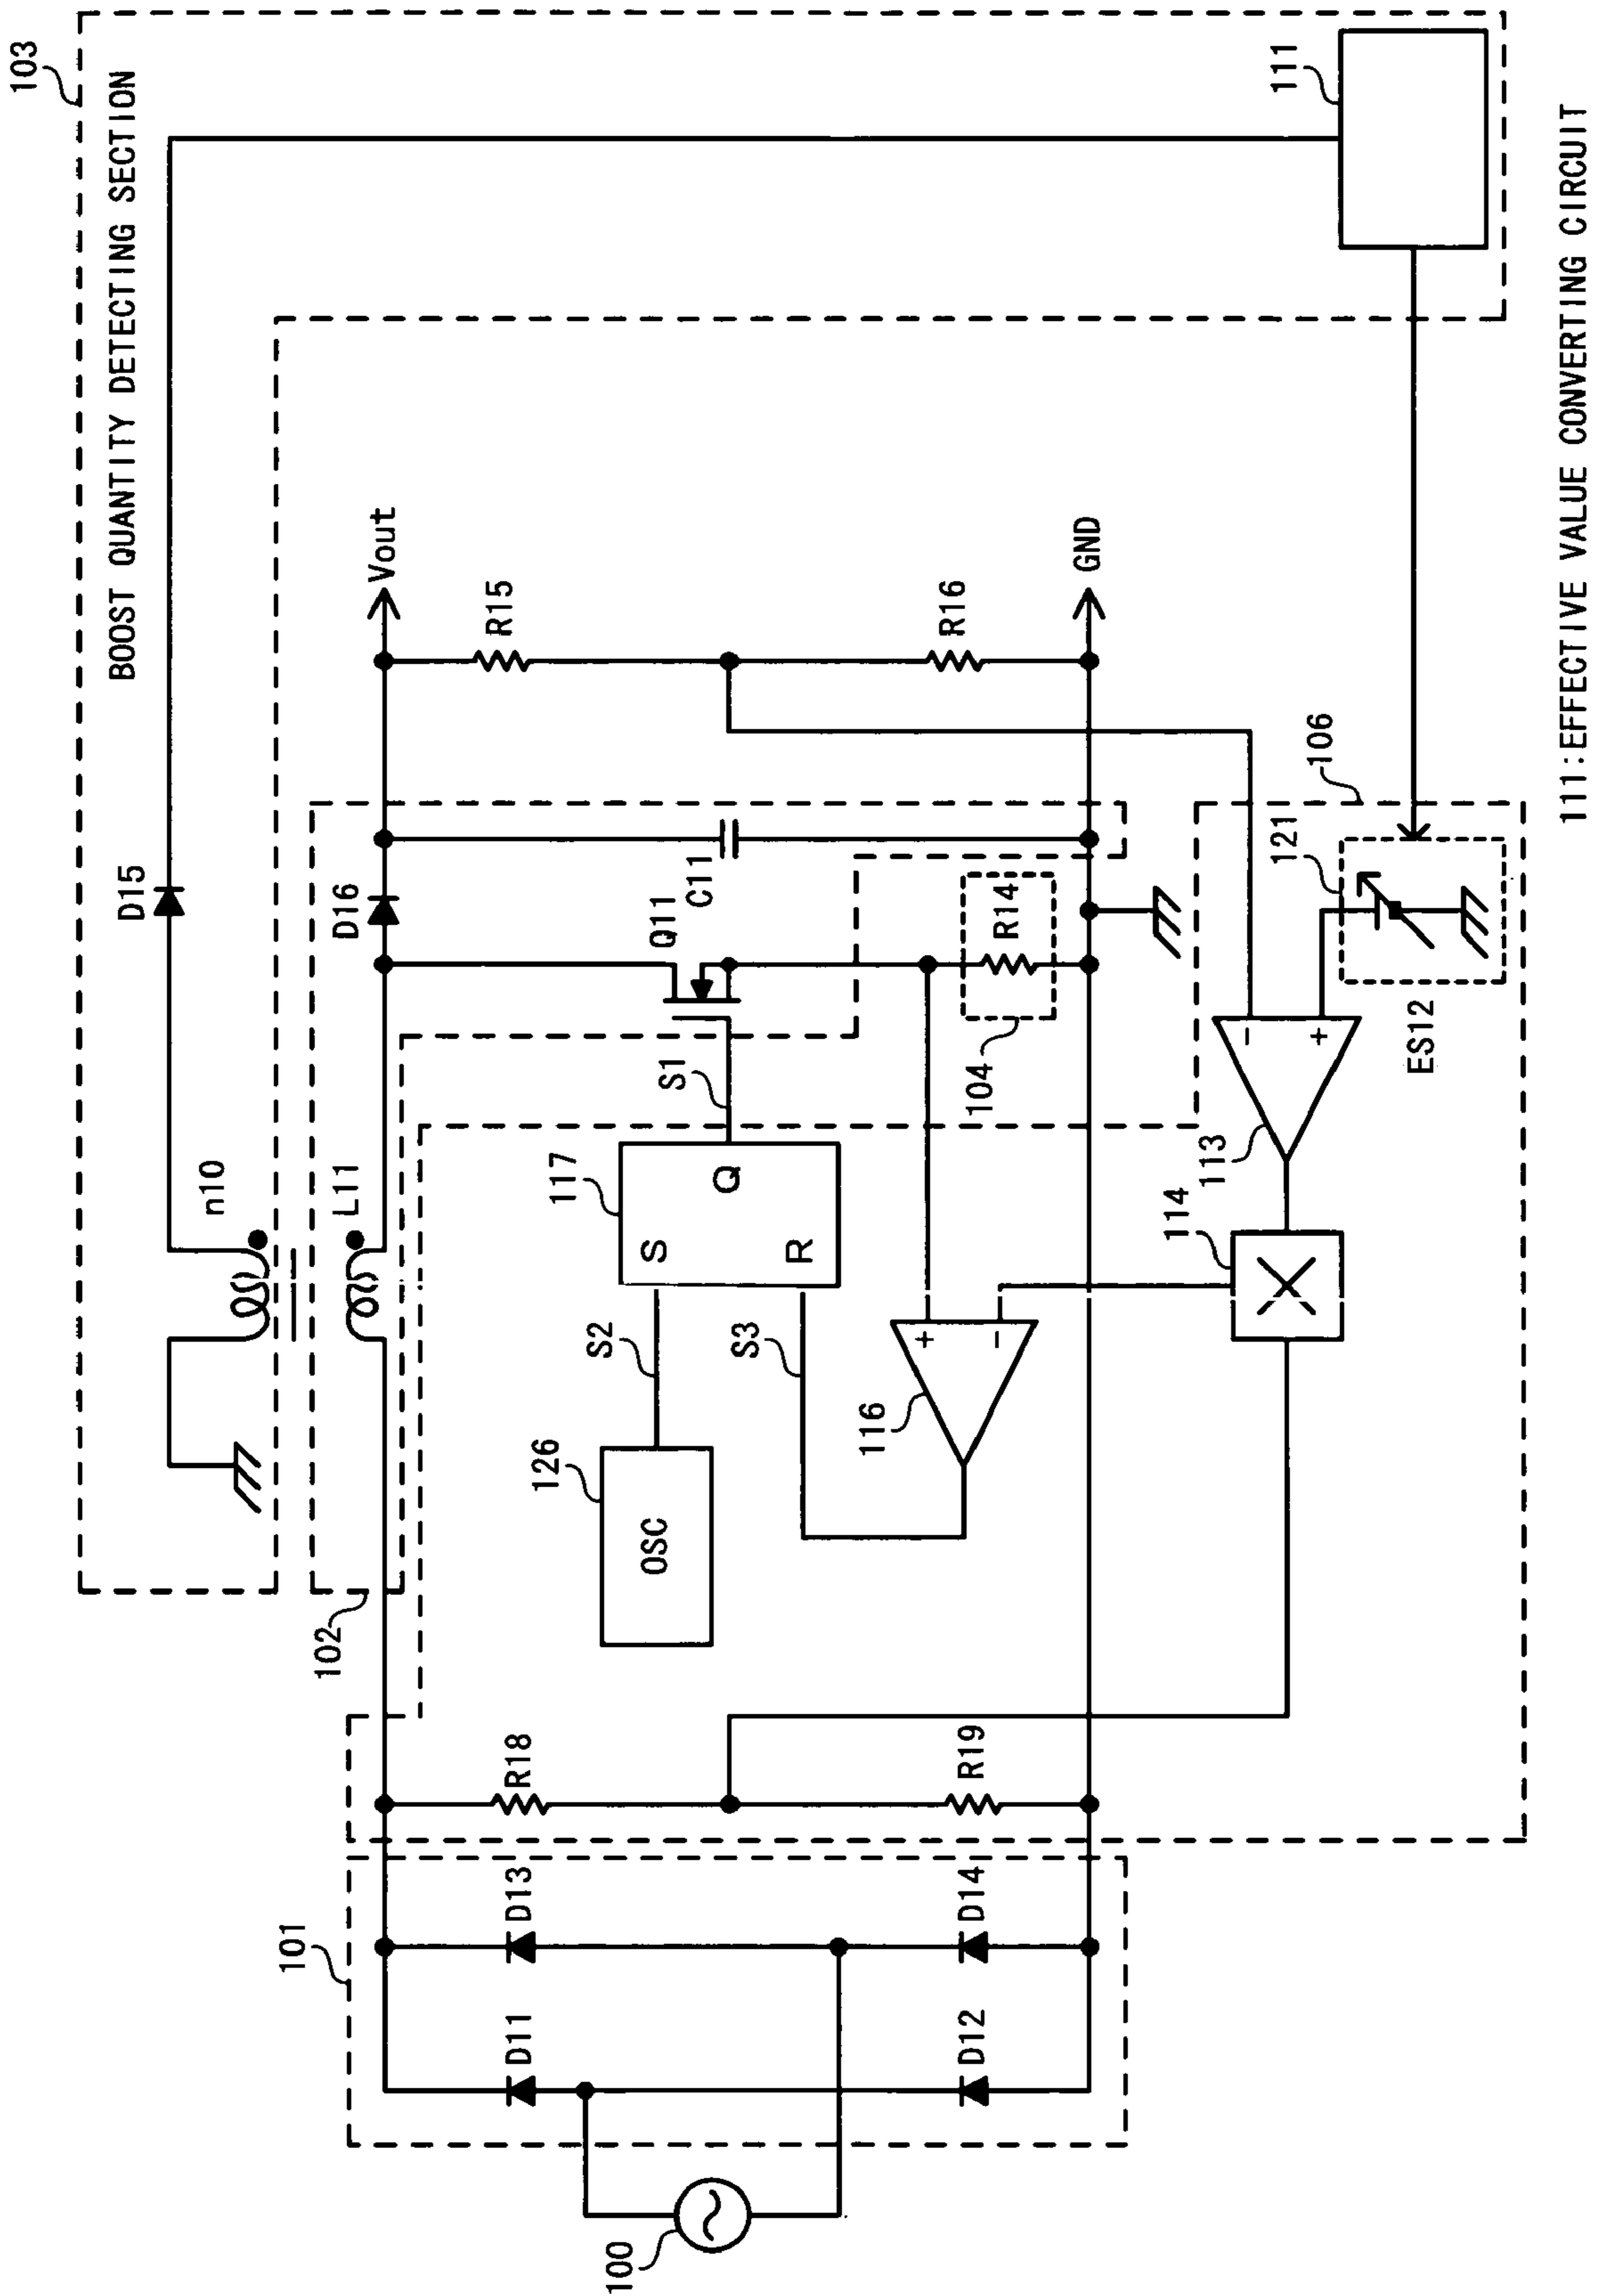 103
BOOST QUANTITY DETECTING SECTION
D15
n10
111
102
L11
D16
Vout
R15
R16
GND
C11
Q11
S1
117
S
Q
R
S2
126
OSC
S3
116
+
-
104
R14
101
D13
D14
D11
D12
100
R18
R19
114
113
-
+
ES12
121
106
111:EFFECTIVE VALUE CONVERTING CIRCUIT